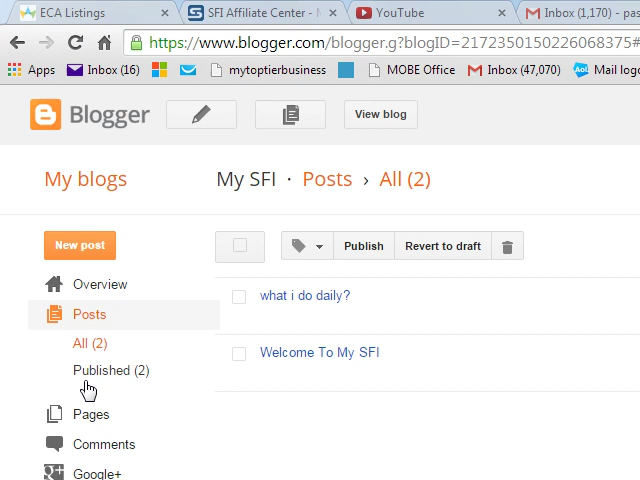 ECA Listings
SFI Affiliate Center - M
YouTube
Inbox (1,170) - pas
https://www.blogger.com/blogger.g?blogID=2172350150226068375#
Apps
Inbox (16)
mytoptierbusiness
MOBE Office
Inbox (47,070)
Aol.
Mail logo
Blogger
View blog
My blogs
My SFI · Posts › All (2)
New post
Publish
Revert to draft
Overview
what i do daily?
Posts
All (2)
Welcome To My SFI
Published (2)
Pages
Comments
Google+